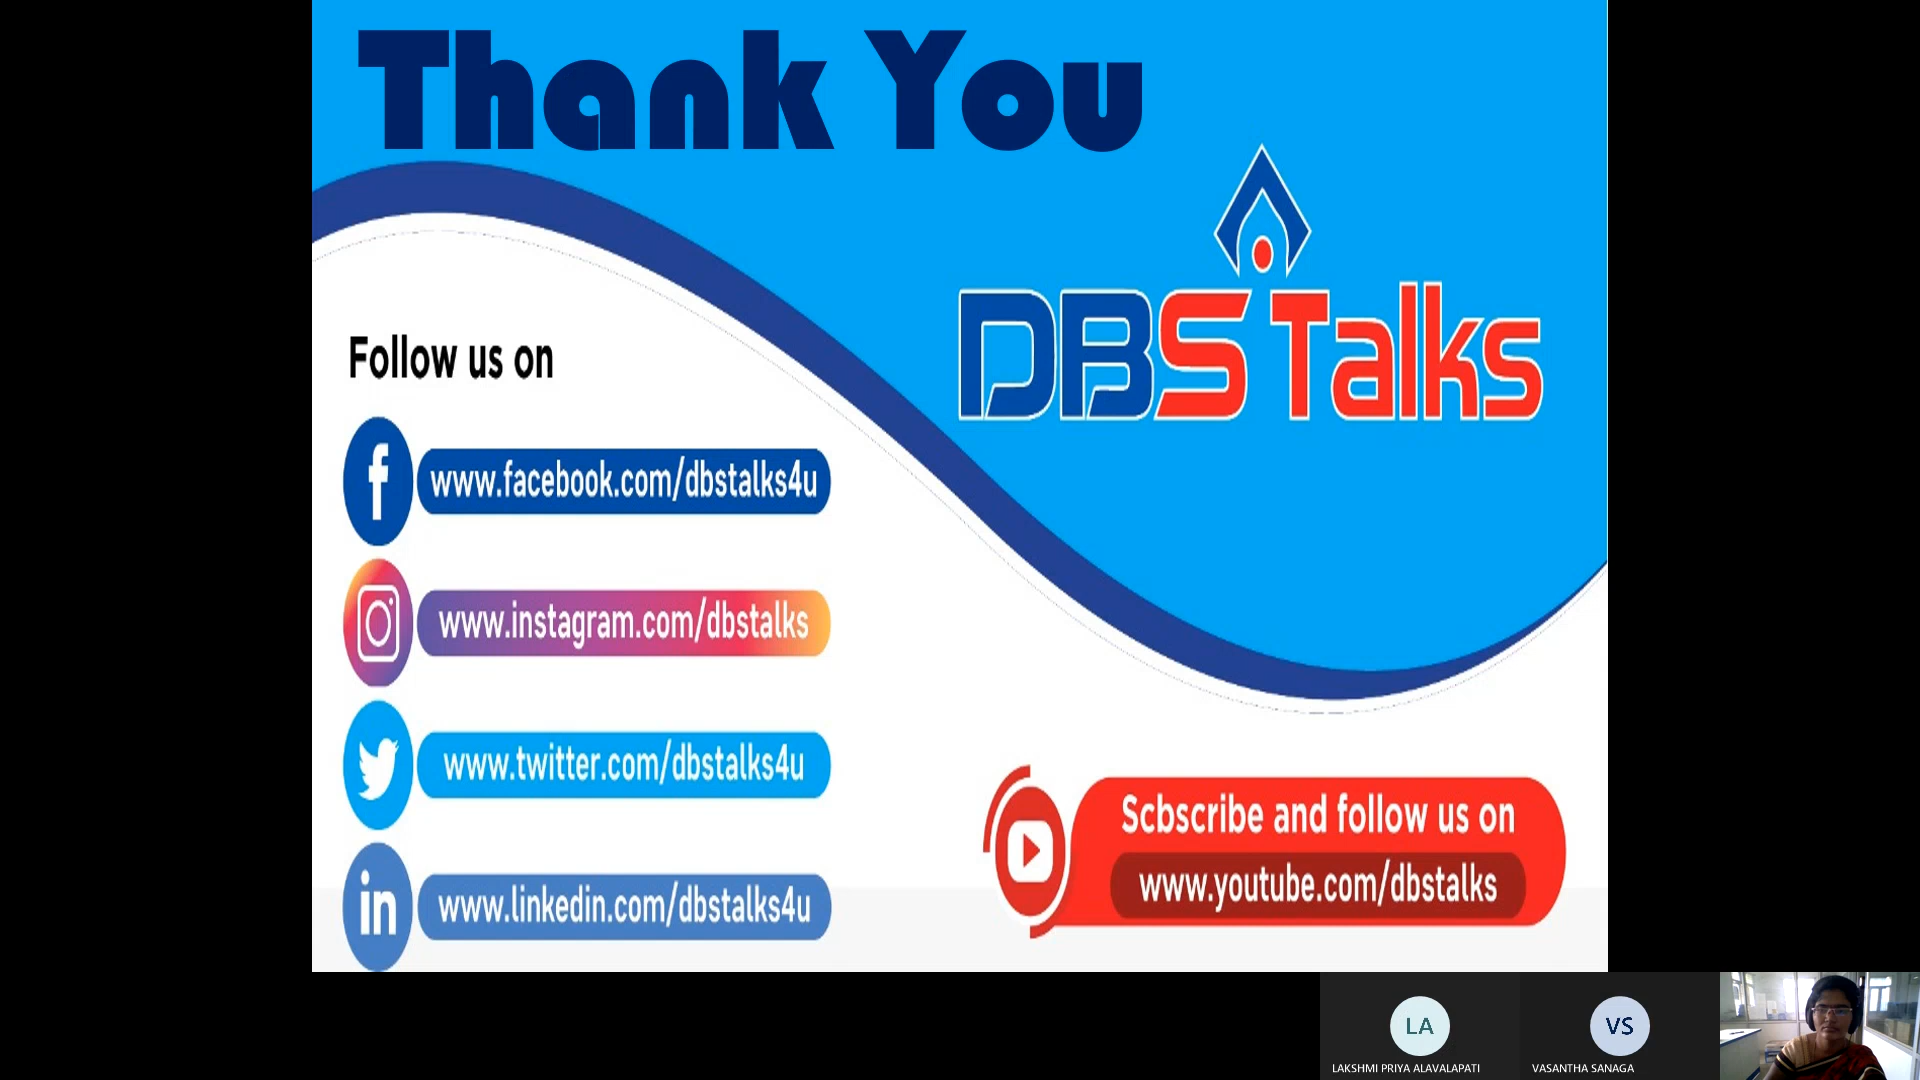 Thank You
DBS Talks
Follow us on
www.facebook.com/dbstalks4u
www.instagram.com/dbstalks
www.twitter.com/dbstalks4u
in
www.linkedin.com/dbstalks4u
Scbscribe and follow us on
www.youtube.com/dbstalks
LA
LAKSHMI PRIYA ALAVALAPATI
VS
VASANTHA SANAGA